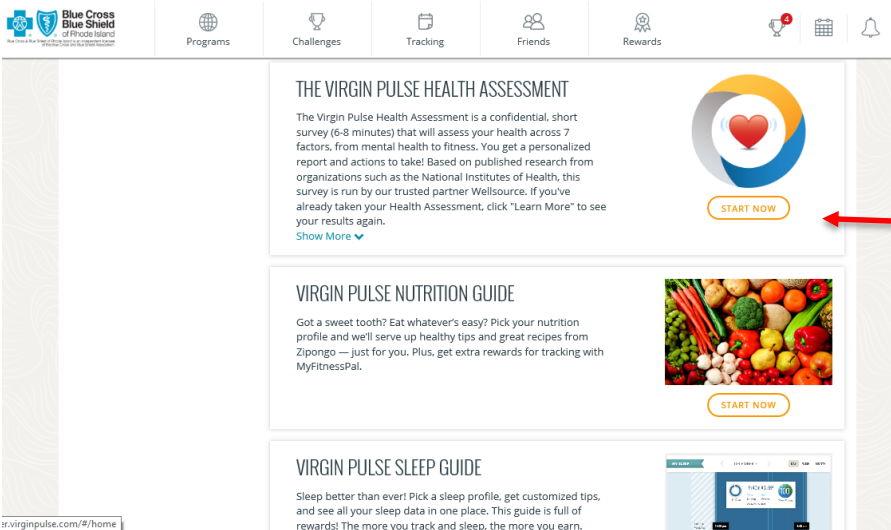 Blue Cross
Blue Shield
of Rhode Island
Programs
Challenges
Tracking
Friends
Rewards
4
THE VIRGIN PULSE HEALTH ASSESSMENT
The Virgin Pulse Health Assessment is a confidential, short
survey (6-8 minutes) that will assess your health across 7
factors, from mental health to fitness. You get a personalized
report and actions to take! Based on published research from
organizations such as the National Institutes of Health, this
survey is run by our trusted partner Wellsource. If you've
already taken your Health Assessment, click "Learn More" to see
your results again.
Show More
START NOW
VIRGIN PULSE NUTRITION GUIDE
Got a sweet tooth? Eat whatever's easy? Pick your nutrition
profile and we'll serve up healthy tips and great recipes from
Zipongo — just for you. Plus, get extra rewards for tracking with
MyFitnessPal.
START NOW
VIRGIN PULSE SLEEP GUIDE
Sleep better than ever! Pick a sleep profile, get customized tips,
and see all your sleep data in one place. This guide is full of
rewards! The more you track and sleep, the more you earn.
MY SLEEP
100
er.virginpulse.com/#/home